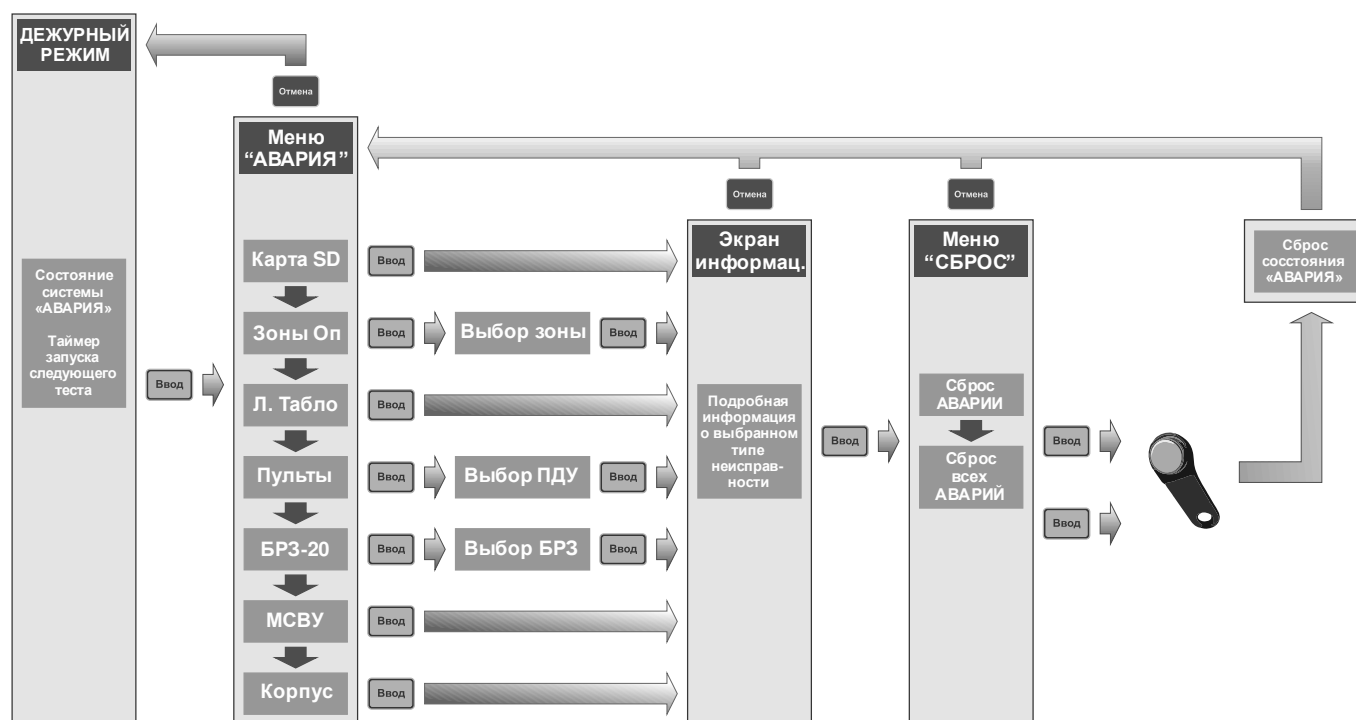 ДЕЖУРНЫЙ
РЕЖИМ
Состояние
системы
«АВАРИЯ»
Таймер
запуска
следующего
теста
Ввод
Отмена
Меню
“АВАРИЯ”
Карта SD
Ввод
Зоны Оп
Ввод
Выбор зоны
Ввод
Л. Табло
Ввод
Пульты
Ввод
Выбор ПДУ
Ввод
БРЗ-20
Ввод
Выбор БРЗ
Ввод
МСВУ
Ввод
Корпус
Ввод
Отмена
Экран
информац.
Подробная
информация
о выбранном
типе
неисправ-
ности
Ввод
Отмена
Меню
“СБРОС”
Сброс
АВАРИИ
Сброс
всех
АВАРИЙ
Ввод
Ввод
Сброс
сосстояния
«АВАРИЯ»